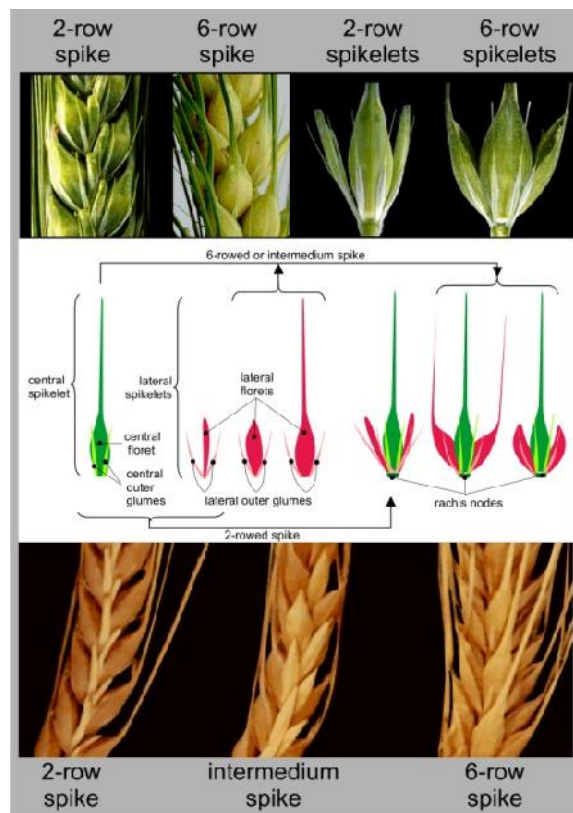 2-row
spike
6-row
spike
2-row
spikelets
6-row
spikelets
6-rowed or intermedium spike
central
spikelet
lateral
spikelets
lateral
florets
central
floret
central
outer
glumes
lateral outer glumes
rachis nodes
2-rowed spike
2-row
spike
intermedium
spike
6-row
spike